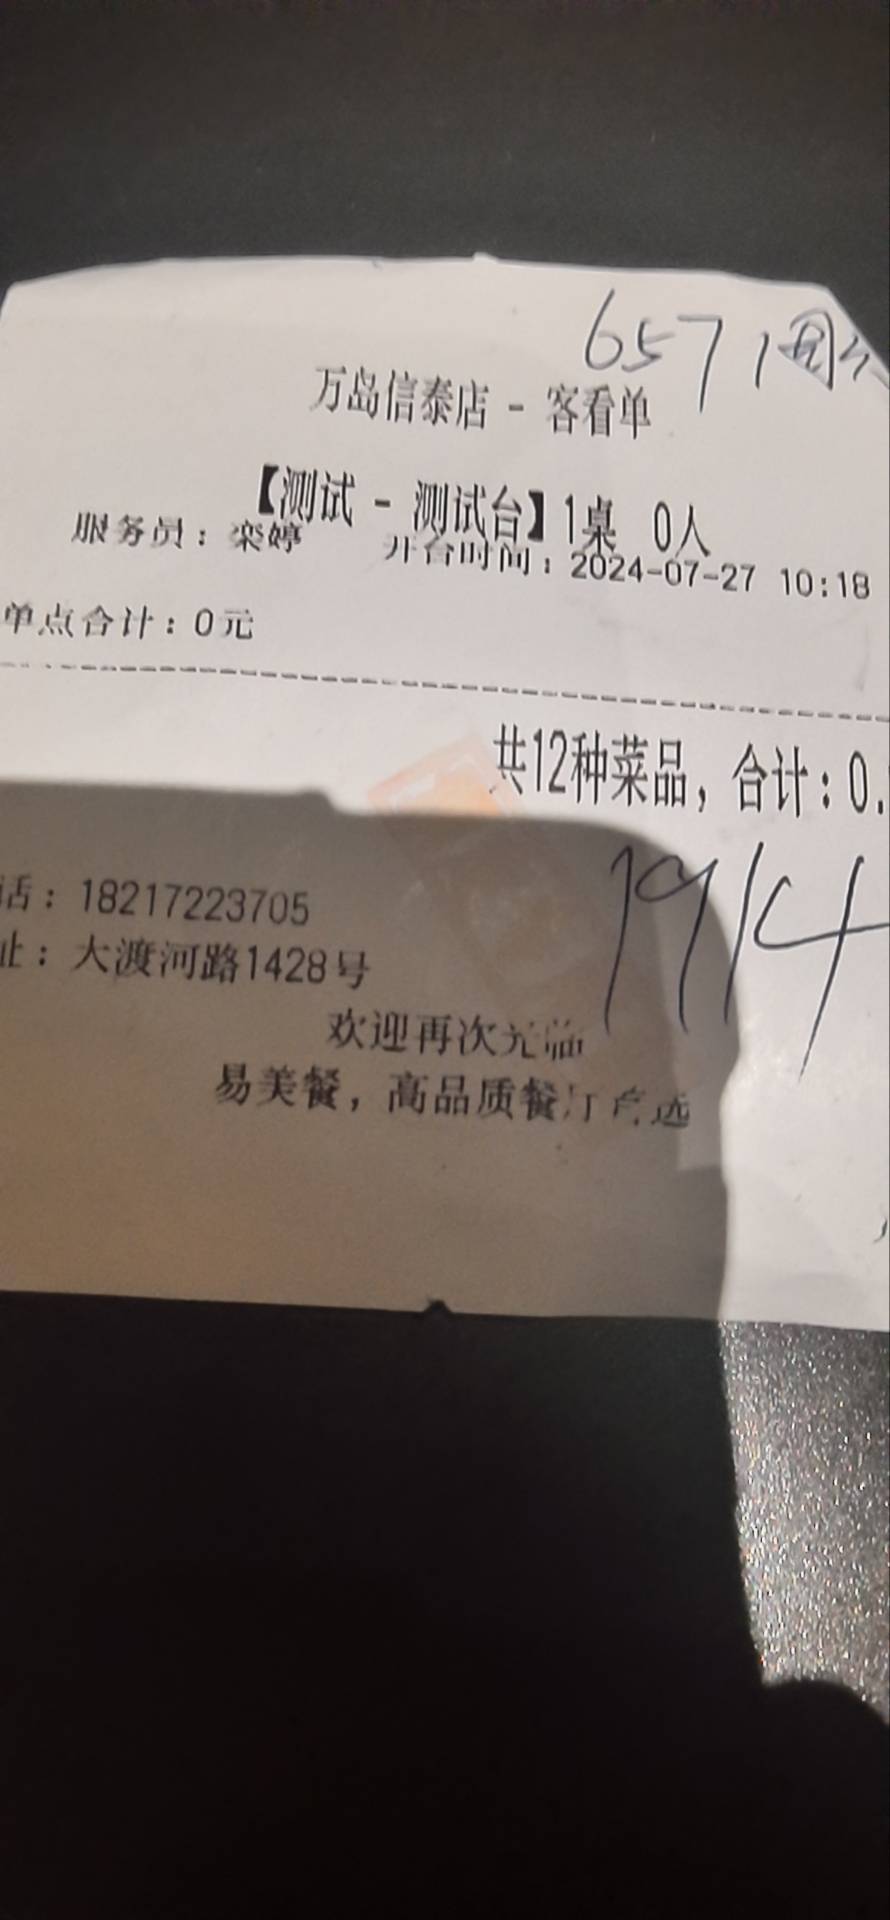 6571
万岛信泰店 - 客看单
【测试 - 测试台】1桌 0人
服务员：栾婷 开台时间：2024-07-27 10:18
单点合计：0元
共12种菜品，合计：0.
1914
话：18217223705
址：大渡河路1428号
欢迎再次光临
易美餐，高品质餐厅首选